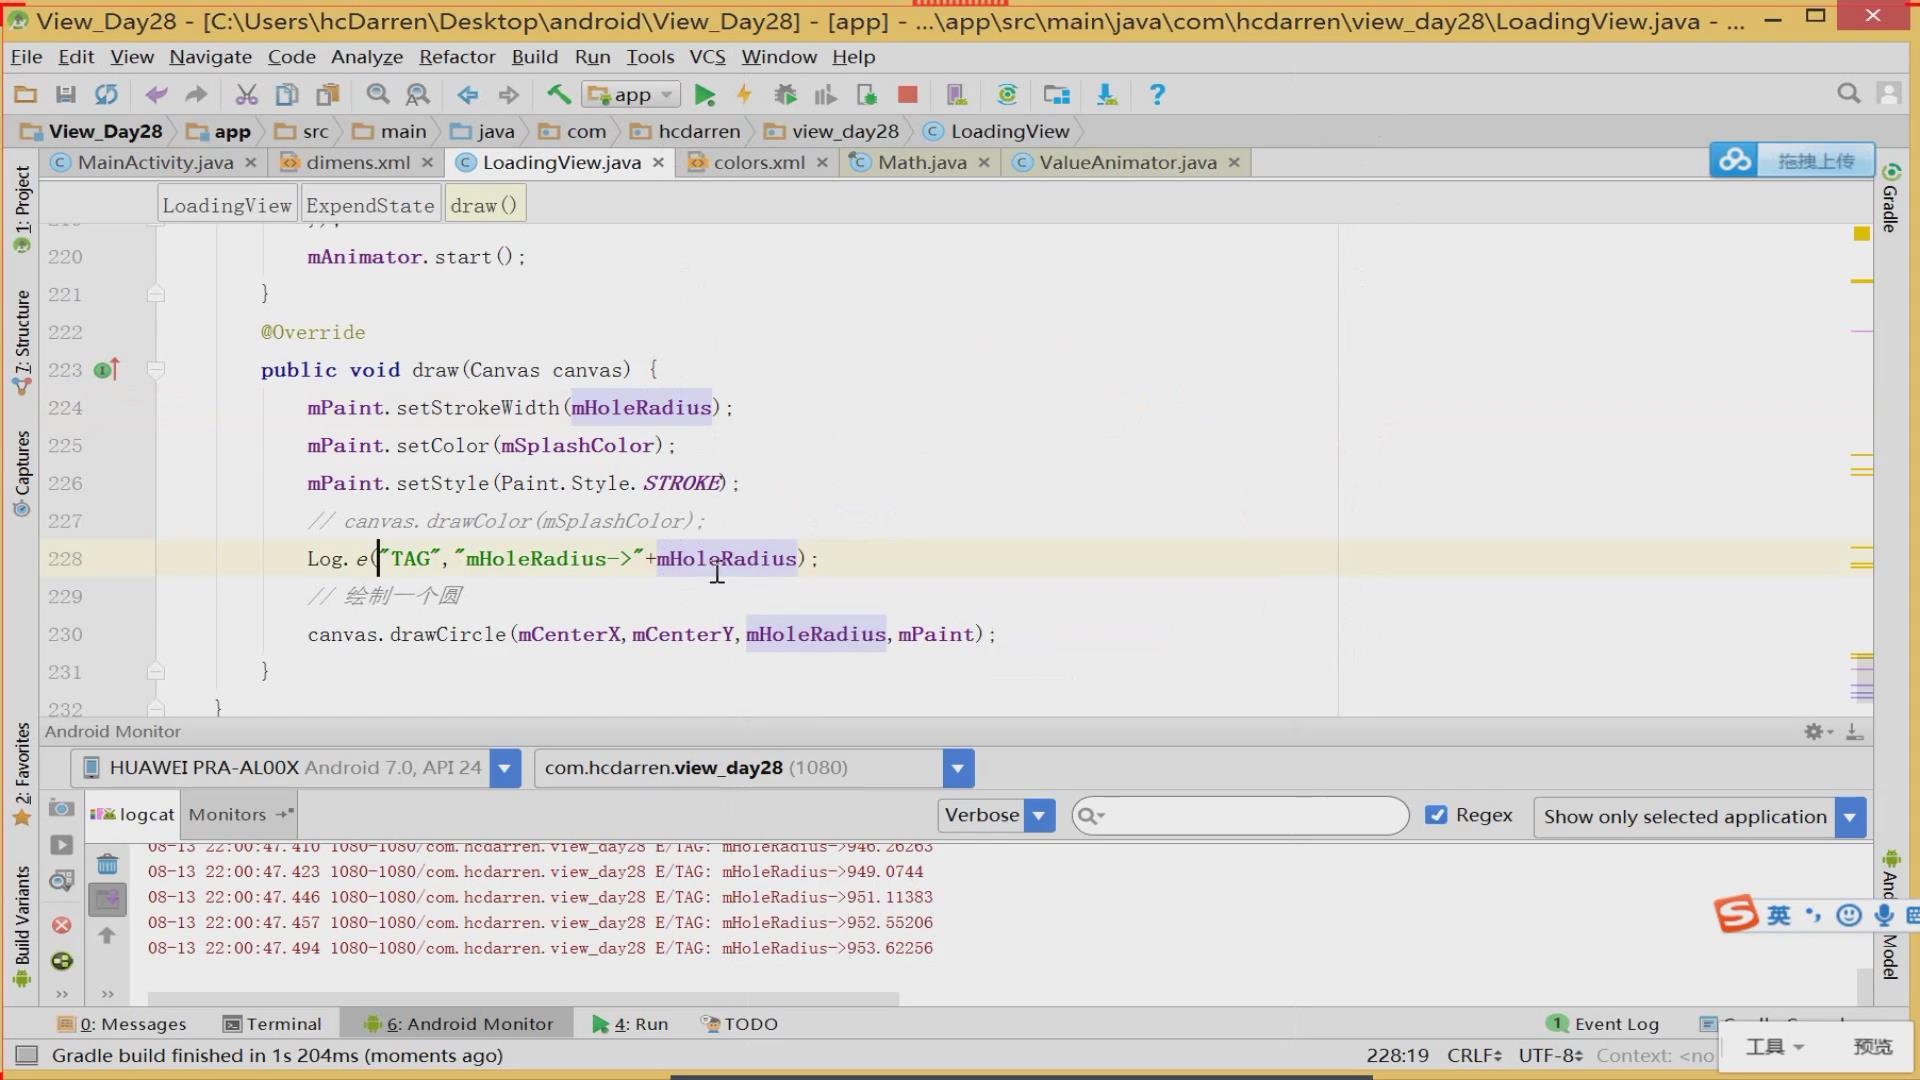 View_Day28 - [C:\Users\hcDarren\Desktop\android\View_Day28] - [app] - ...\app\src\main\java\com\hcdarren\view_day28\LoadingView.java - ...
File Edit View Navigate Code Analyze Refactor Build Run Tools VCS Window Help
app
View_Day28 app src main java com hcdarren view_day28 LoadingView
MainActivity.java dimens.xml LoadingView.java colors.xml Math.java ValueAnimator.java
拖拽上传
LoadingView ExpendState draw()
1: Project
7: Structure
Captures
2: Favorites
Build Variants
Gradle
220 mAnimator.start();
221 }
222 @Override
223 public void draw(Canvas canvas) {
224 mPaint.setStrokeWidth(mHoleRadius);
225 mPaint.setColor(mSplashColor);
226 mPaint.setStyle(Paint.Style.STROKE);
227 // canvas.drawColor(mSplashColor);
228 Log.e("TAG","mHoleRadius->"+mHoleRadius);
229 // 绘制一个圆
230 canvas.drawCircle(mCenterX,mCenterY,mHoleRadius,mPaint);
231 }
232 }
Android Monitor
HUAWEI PRA-AL00X Android 7.0, API 24 com.hcdarren.view_day28 (1080)
logcat Monitors Verbose Regex Show only selected application
08-13 22:00:47.410 1080-1080/com.hcdarren.view_day28 E/TAG: mHoleRadius->946.26263
08-13 22:00:47.423 1080-1080/com.hcdarren.view_day28 E/TAG: mHoleRadius->949.0744
08-13 22:00:47.446 1080-1080/com.hcdarren.view_day28 E/TAG: mHoleRadius->951.11383
08-13 22:00:47.457 1080-1080/com.hcdarren.view_day28 E/TAG: mHoleRadius->952.55206
08-13 22:00:47.494 1080-1080/com.hcdarren.view_day28 E/TAG: mHoleRadius->953.62256
英
Model
0: Messages Terminal 6: Android Monitor 4: Run TODO 1 Event Log
Gradle build finished in 1s 204ms (moments ago) 228:19 CRLF UTF-8 Context: <no
工具 预览